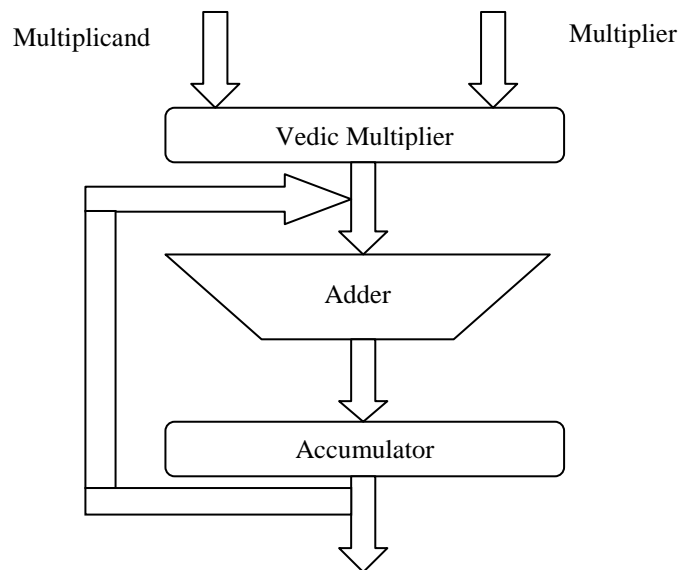 Multiplicand
Multiplier
Vedic Multiplier
Adder
Accumulator